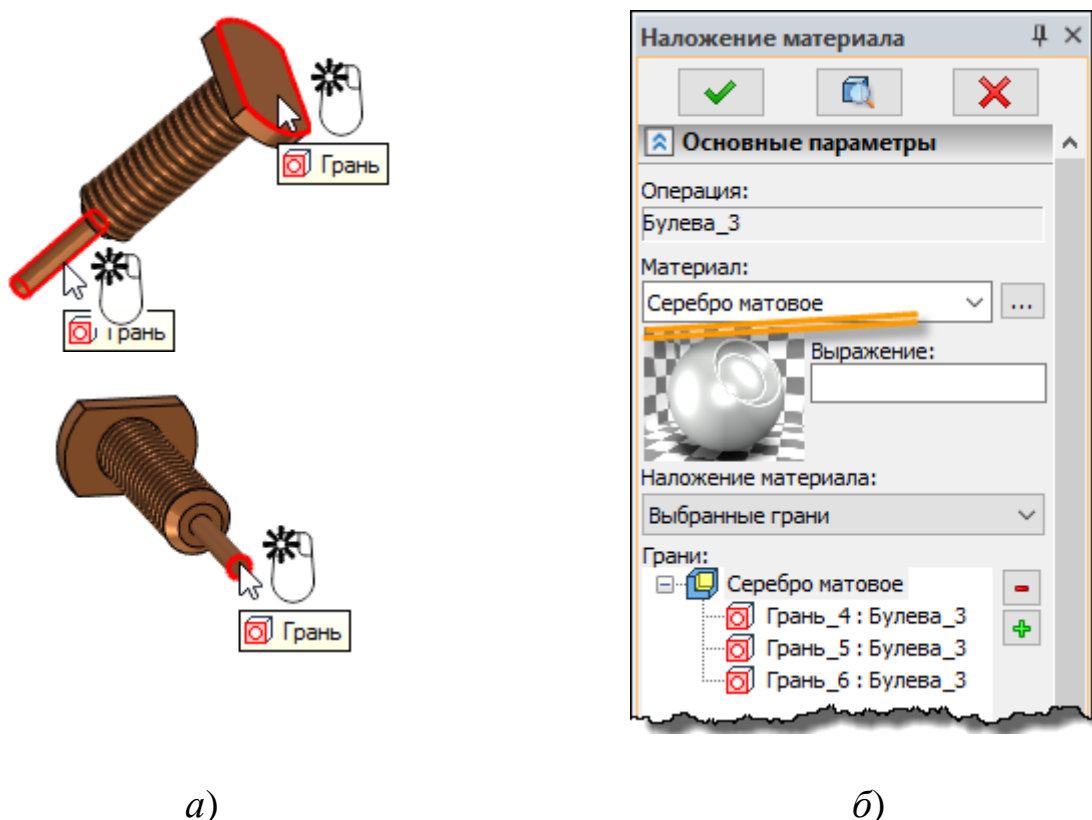 Грань
Грань
Грань
Наложение материала
Основные параметры
Операция:
Булева_3
Материал:
Серебро матовое
...
Выражение:
Наложение материала:
Выбранные грани
Грани:
Серебро матовое
Грань_4 : Булева_3
Грань_5 : Булева_3
Грань_6 : Булева_3
а)
б)